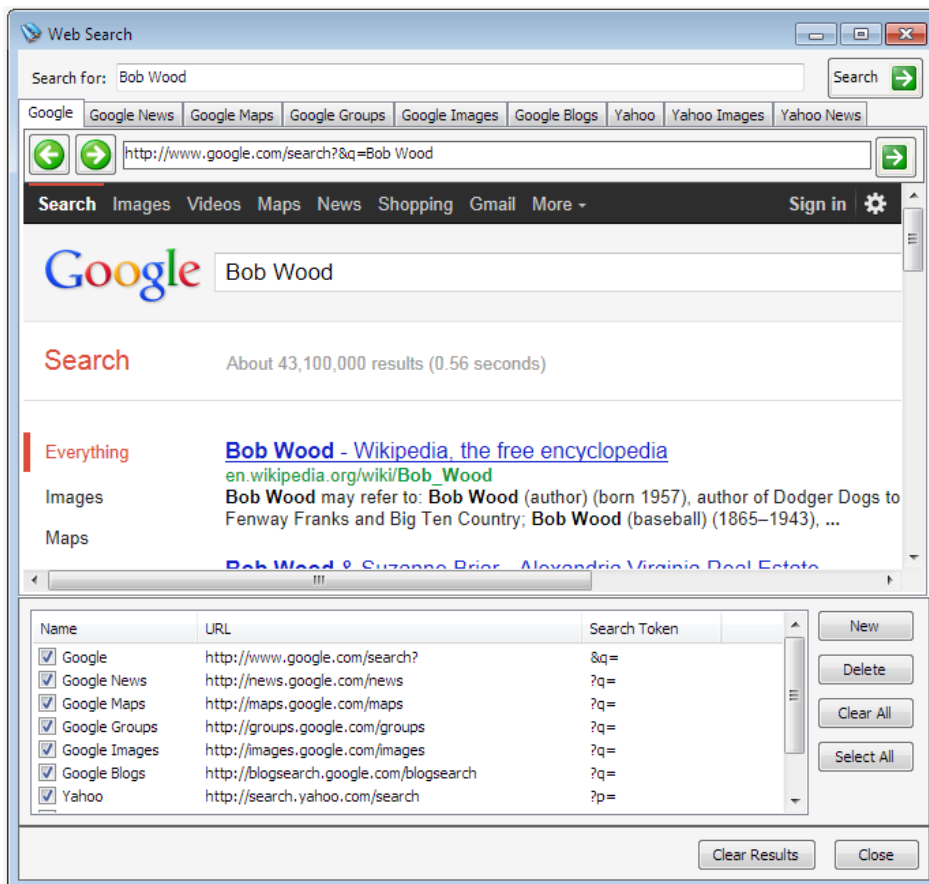 Web Search
Search for: Bob Wood Search
Google Google News Google Maps Google Groups Google Images Google Blogs Yahoo Yahoo Images Yahoo News
http://www.google.com/search?&q=Bob Wood
Search Images Videos Maps News Shopping Gmail More Sign in
Google Bob Wood
Search About 43,100,000 results (0.56 seconds)
Everything Bob Wood - Wikipedia, the free encyclopedia
en.wikipedia.org/wiki/Bob_Wood
Images Bob Wood may refer to: Bob Wood (author) (born 1957), author of Dodger Dogs to
Fenway Franks and Big Ten Country; Bob Wood (baseball) (1865–1943), ...
Maps
Bob Wood & Suzanne Briar - Alexandria Virginia Real Estate
Name URL Search Token New
Google http://www.google.com/search? &q=
Google News http://news.google.com/news ?q= Delete
Google Maps http://maps.google.com/maps ?q=
Google Groups http://groups.google.com/groups ?q= Clear All
Google Images http://images.google.com/images ?q=
Google Blogs http://blogsearch.google.com/blogsearch ?q= Select All
Yahoo http://search.yahoo.com/search ?p=
Clear Results Close